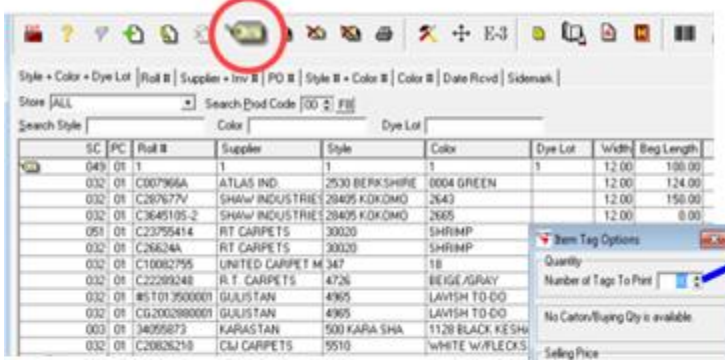 E-3
Style + Color + Dye Lot Roll # Supplier + Inv # PO # Style # + Color # Color # Date Rcvd Sidemark
Store ALL Search Prod Code 00 F8
Search Style Color Dye Lot
SC PC Roll # Supplier Style Color Dye Lot Width Beg Length
049 01 1 1 1 1 1 12.00 100.00
032 01 C007966A ATLAS IND. 2530 BERKSHIRE 0004 GREEN 12.00 124.00
032 01 C287677V SHAW INDUSTRIES 28405 KOKOMO 2643 12.00 150.00
032 01 C364510S-2 SHAW INDUSTRIES 28405 KOKOMO 2665 12.00 0.00
051 01 C23755414 RT CARPETS 30020 SHRIMP
032 01 C26624A RT CARPETS 30020 SHRIMP
032 01 C10082755 UNITED CARPET M 347 18
032 01 C22289248 R.T. CARPETS 4726 BEIGE/GRAY
032 01 #ST013500001 GULISTAN 4965 LAVISH TO-DO
032 01 CG2002880001 GULISTAN 4965 LAVISH TO-DO
003 01 34055873 KARASTAN 500 KARA SHA 1128 BLACK KESH
032 01 C20826210 C&J CARPETS 5510 WHITE W/FLECKS
Item Tag Options
Quantity
Number of Tags To Print
No Carton/Buying Qty is available.
Selling Price